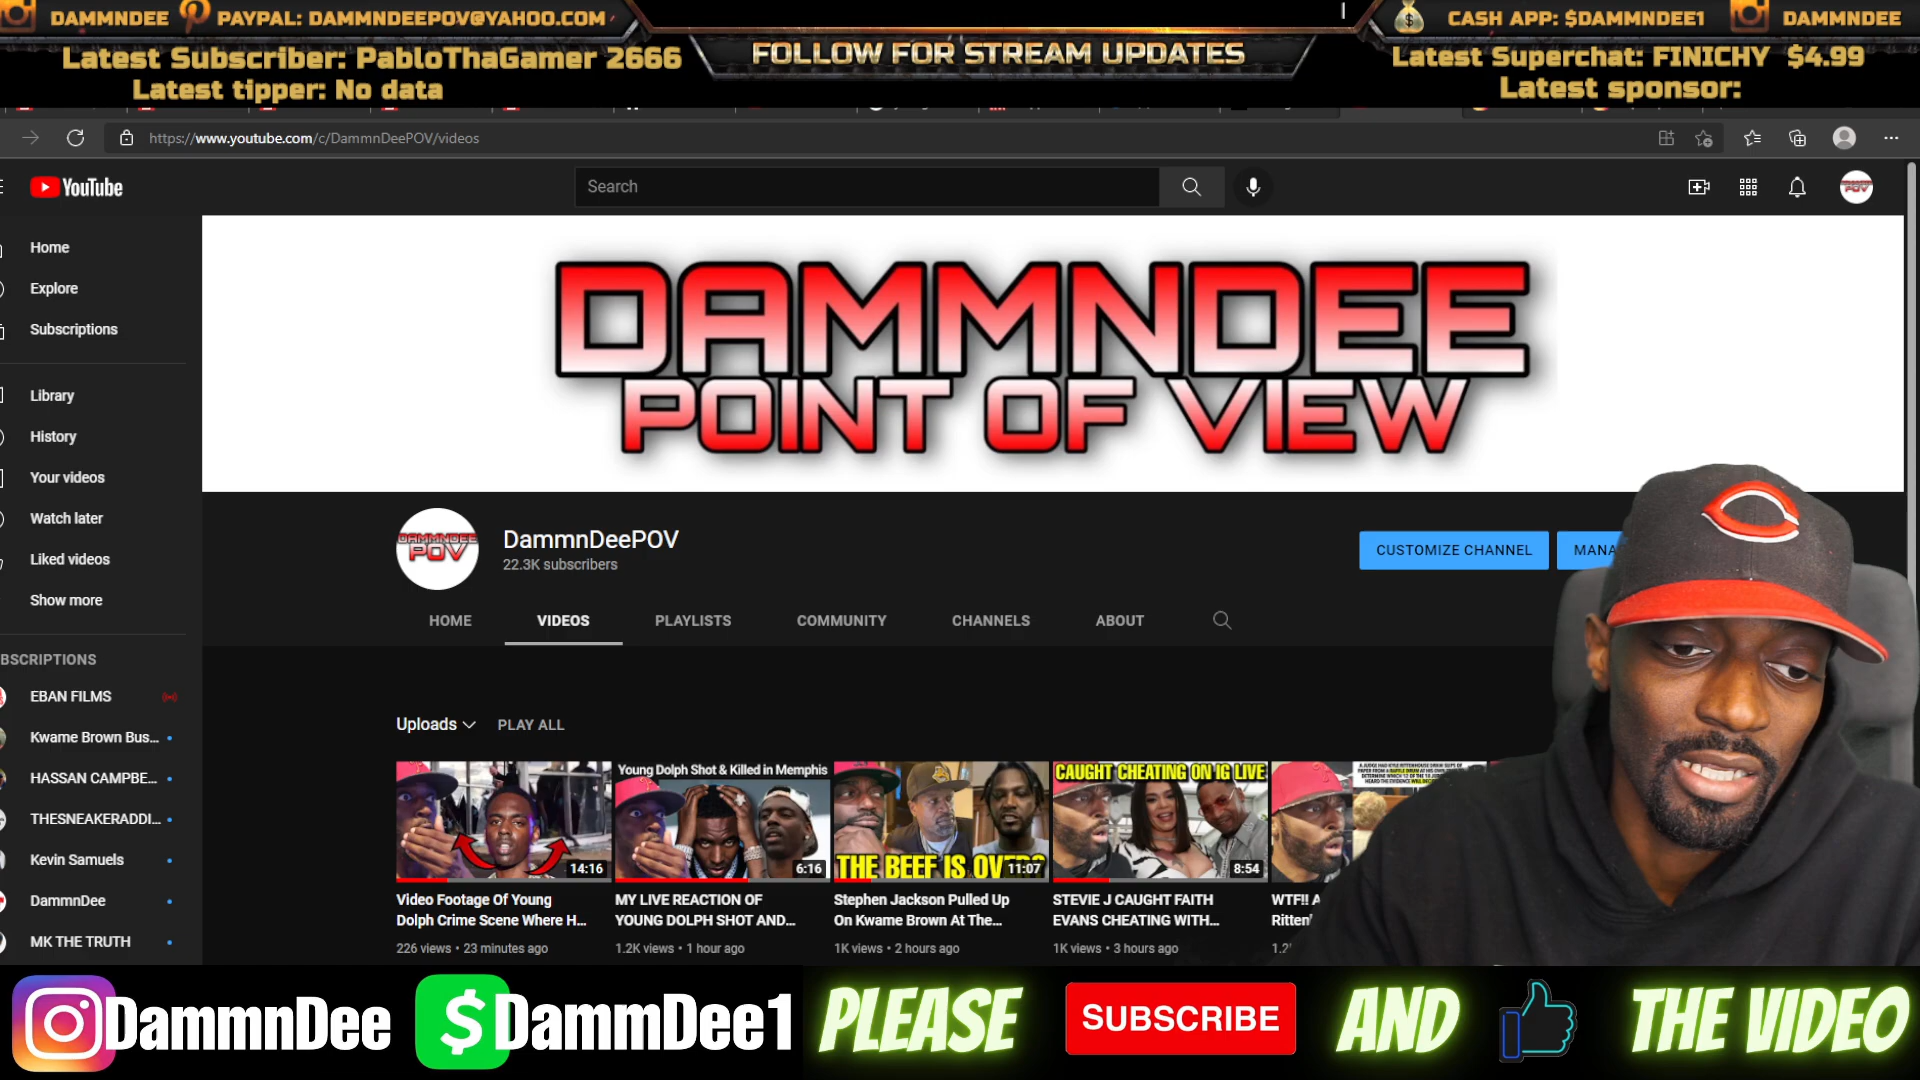 DAMMNDEE
PAYPAL: DAMMNDEEPOV@YAHOO.COM
FOLLOW FOR STREAM UPDATES
CASH APP: $DAMMNDEE1
DAMMNDEE
Latest Subscriber: PabloThaGamer 2666
Latest tipper: No data
Latest Superchat: FINICHY $4.99
Latest sponsor:
https://www.youtube.com/c/DammnDeePOV/videos
YouTube
Search
Home
Explore
Subscriptions
Library
History
Your videos
Watch later
Liked videos
Show more
BSCRIPTIONS
EBAN FILMS
Kwame Brown Bus...
HASSAN CAMPBE...
THESNEAKERADDI...
Kevin Samuels
DammnDee
MK THE TRUTH
DAMMNDEE
POINT OF VIEW
DAMMNDEE
POV
DammnDeePOV
22.3K subscribers
CUSTOMIZE CHANNEL
MANA
HOME
VIDEOS
PLAYLISTS
COMMUNITY
CHANNELS
ABOUT
Uploads
PLAY ALL
14:16
Video Footage Of Young
Dolph Crime Scene Where H...
226 views • 23 minutes ago
Young Dolph Shot & Killed in Memphis
6:16
MY LIVE REACTION OF
YOUNG DOLPH SHOT AND...
1.2K views • 1 hour ago
THE BEEF IS OVER?
11:07
Stephen Jackson Pulled Up
On Kwame Brown At The...
1K views • 2 hours ago
CAUGHT CHEATING ON IG LIVE
8:54
STEVIE J CAUGHT FAITH
EVANS CHEATING WITH...
1K views • 3 hours ago
WTF!! A
Ritten
1.2
DammnDee
$DammDee1
PLEASE
SUBSCRIBE
AND
THE VIDEO